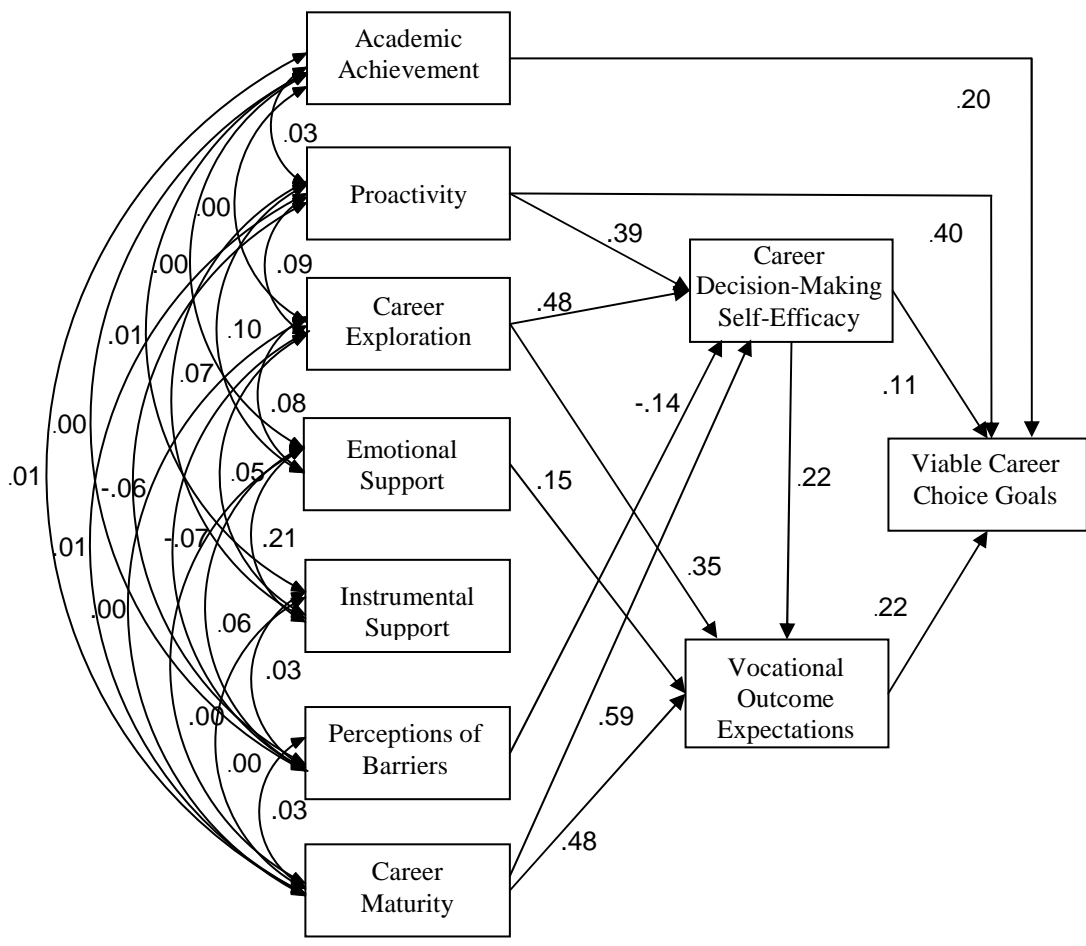 Academic
Achievement
.20
.03
Proactivity
.00
.39
.40
.00
.09
Career
Decision-Making
Self-Efficacy
.48
Career
Exploration
.01
.10
.07
.08
-.14
.11
.00
Emotional
Support
Viable Career
Choice Goals
.01
-.06
.05
.15
.22
.01
-.07
.21
.35
Instrumental
Support
.00
.06
.22
.03
Vocational
Outcome
Expectations
.00
.59
Perceptions of
Barriers
.00
.03
.48
Career
Maturity